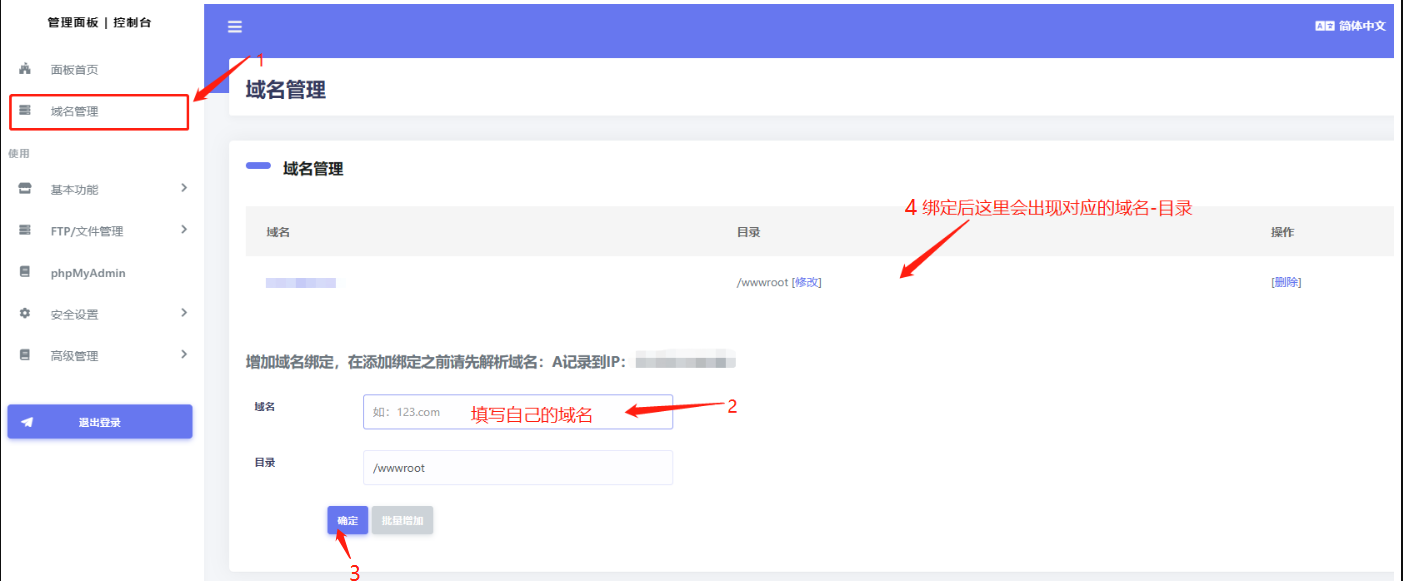 管理面板 | 控制台
简体中文
面板首页
1
域名管理
域名管理
使用
域名管理
基本功能
4 绑定后这里会出现对应的域名-目录
FTP/文件管理
域名
目录
操作
phpMyAdmin
/wwwroot [修改]
[删除]
安全设置
高级管理
增加域名绑定，在添加绑定之前请先解析域名：A记录到IP：
域名
如：123.com
填写自己的域名
2
退出登录
目录
/wwwroot
确定
批量增加
3